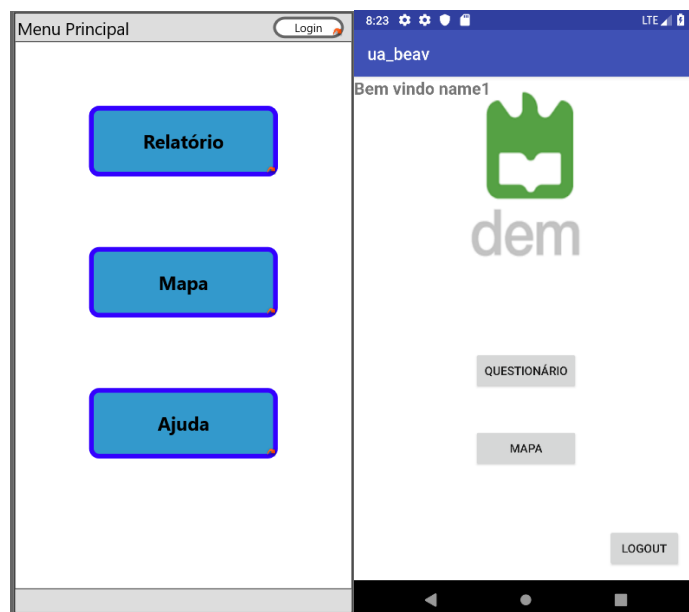 Menu Principal
Login
Relatório
Mapa
Ajuda
8:23
LTE
ua_beav
Bem vindo name1
dem
QUESTIONÁRIO
MAPA
LOGOUT